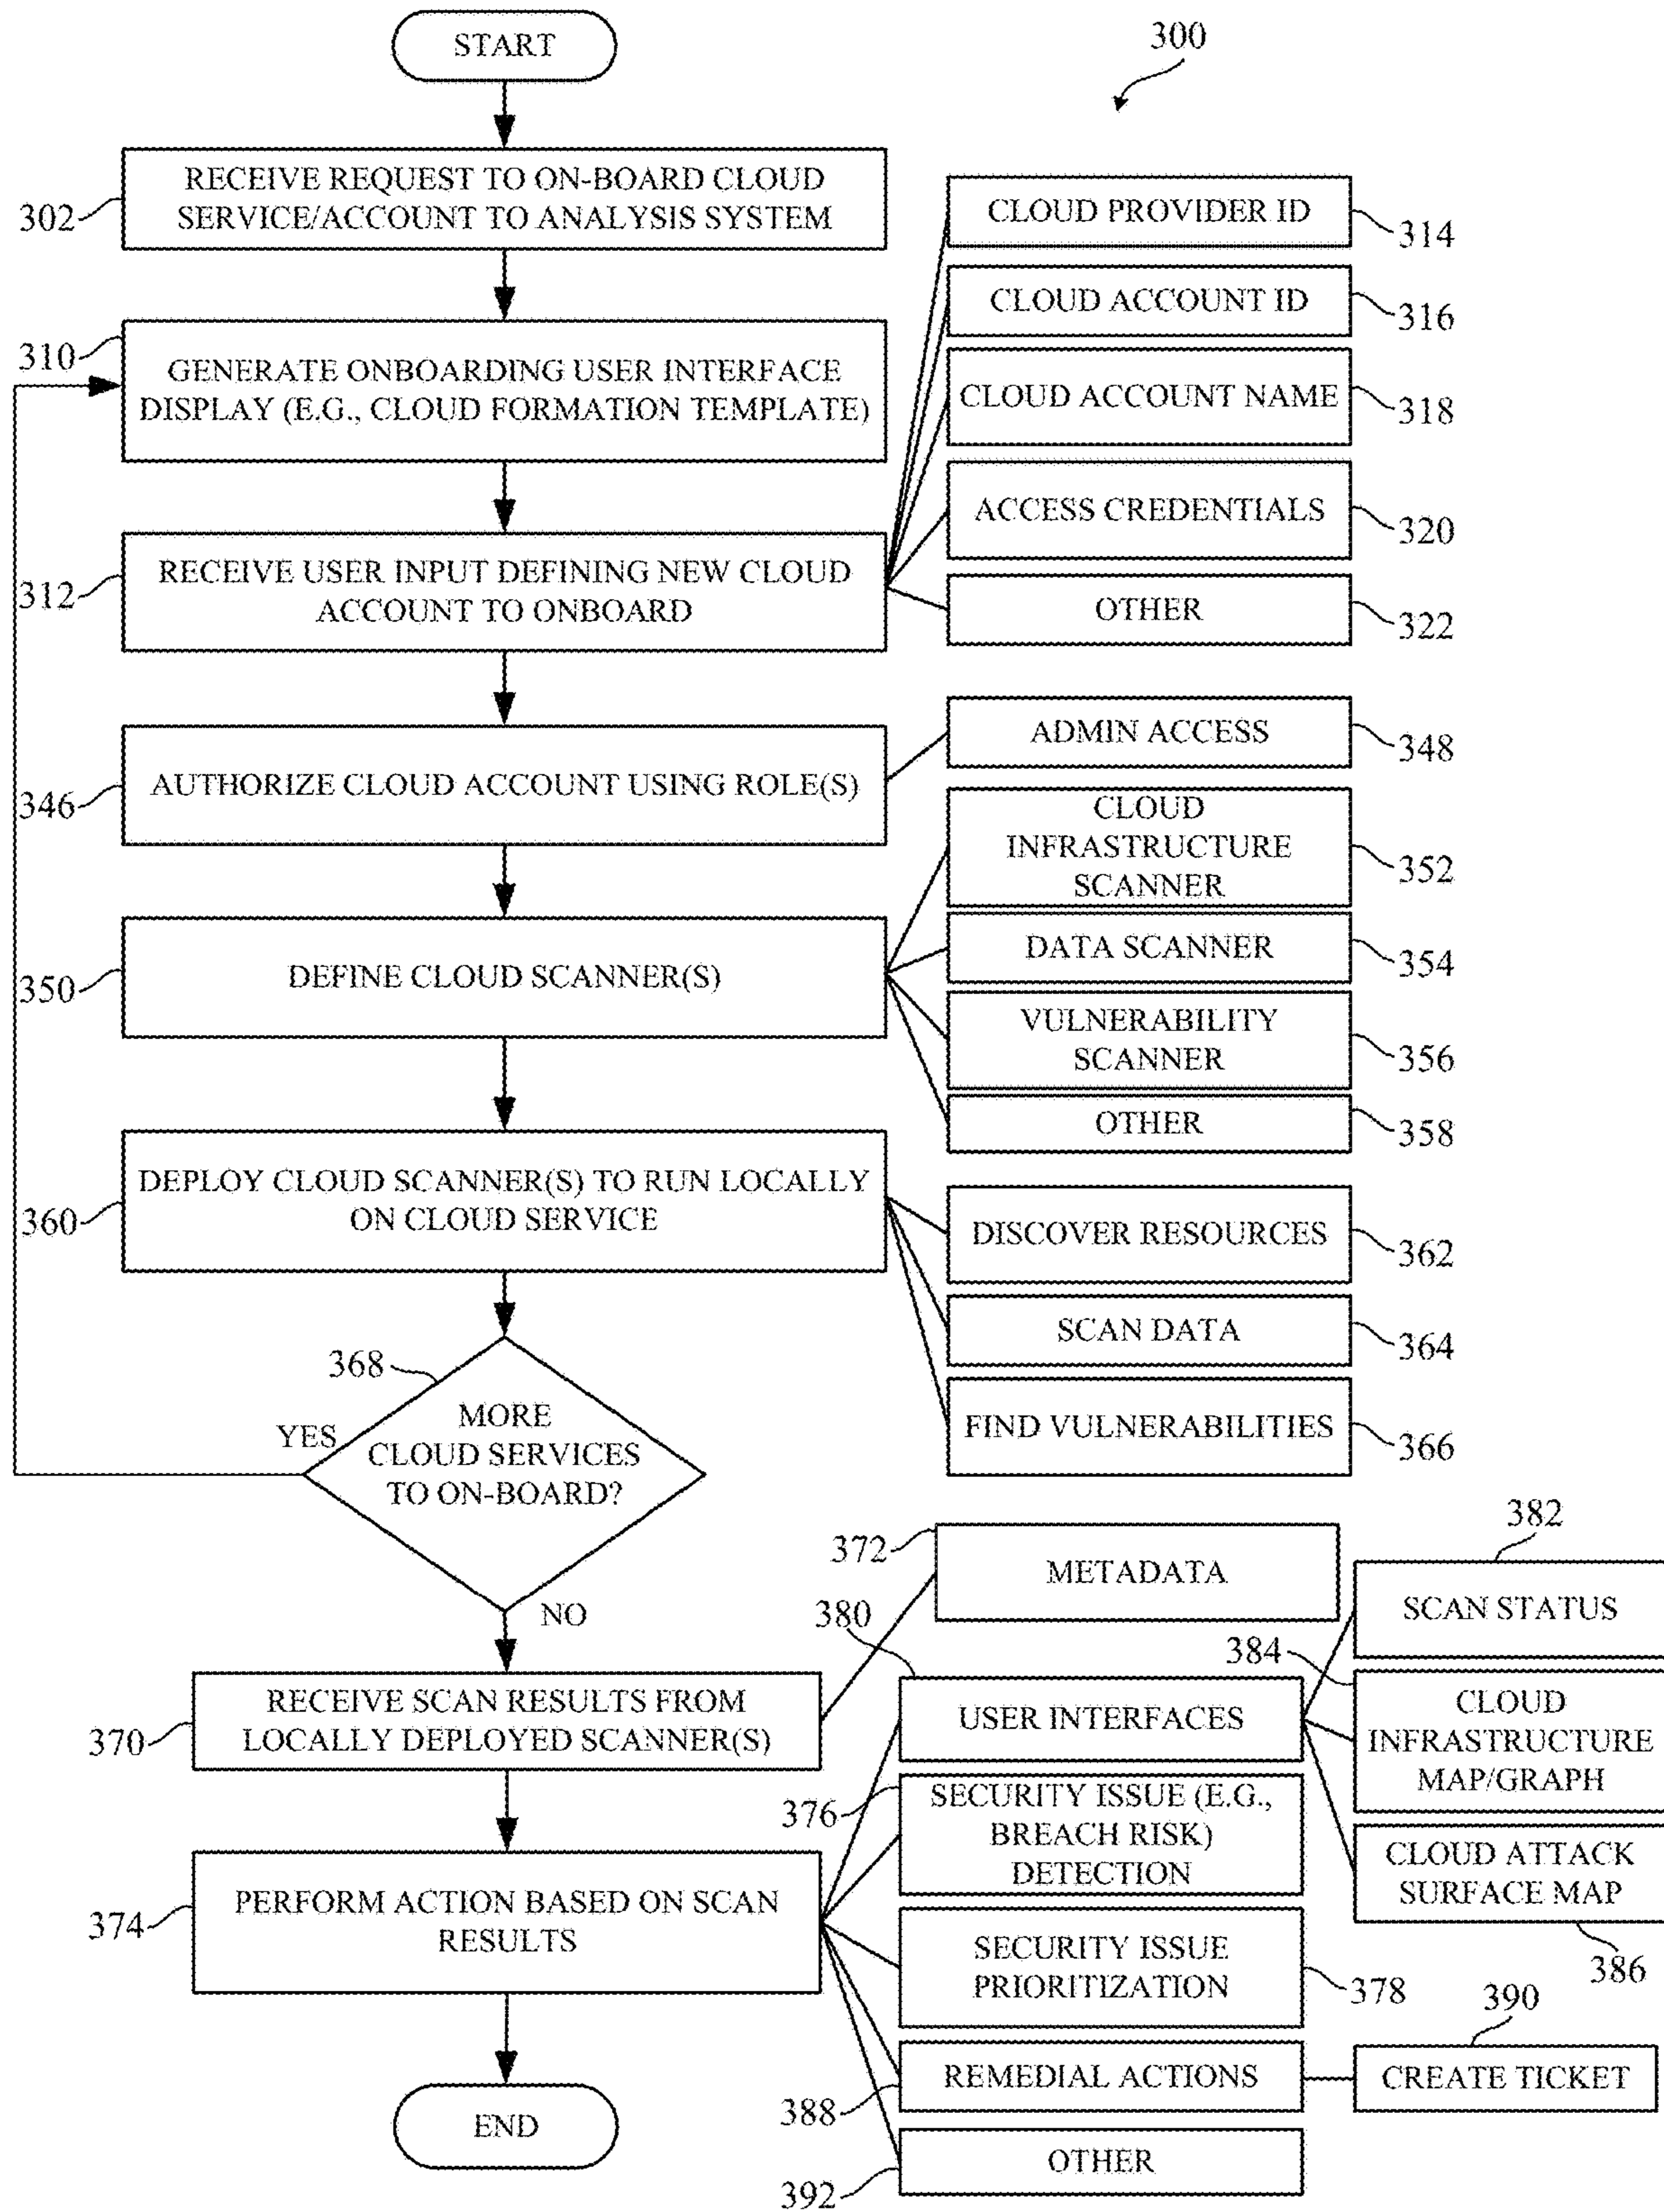 START
300
RECEIVE REQUEST TO ON-BOARD CLOUD
SERVICE/ACCOUNT TO ANALYSIS SYSTEM
302
CLOUD PROVIDER ID
314
CLOUD ACCOUNT ID
316
310
GENERATE ONBOARDING USER INTERFACE
DISPLAY (E.G., CLOUD FORMATION TEMPLATE)
CLOUD ACCOUNT NAME
318
ACCESS CREDENTIALS
320
RECEIVE USER INPUT DEFINING NEW CLOUD
ACCOUNT TO ONBOARD
312
OTHER
322
ADMIN ACCESS
348
AUTHORIZE CLOUD ACCOUNT USING ROLE(S)
346
CLOUD
INFRASTRUCTURE
SCANNER
352
DATA SCANNER
354
DEFINE CLOUD SCANNER(S)
350
VULNERABILITY
SCANNER
356
OTHER
358
DEPLOY CLOUD SCANNER(S) TO RUN LOCALLY
ON CLOUD SERVICE
360
DISCOVER RESOURCES
362
SCAN DATA
364
368
MORE
CLOUD SERVICES
TO ON-BOARD?
YES
NO
FIND VULNERABILITIES
366
372
METADATA
382
SCAN STATUS
380
USER INTERFACES
384
CLOUD
INFRASTRUCTURE
MAP/GRAPH
RECEIVE SCAN RESULTS FROM
LOCALLY DEPLOYED SCANNER(S)
370
376
SECURITY ISSUE (E.G.,
BREACH RISK)
DETECTION
CLOUD ATTACK
SURFACE MAP
386
PERFORM ACTION BASED ON SCAN
RESULTS
374
SECURITY ISSUE
PRIORITIZATION
378
390
REMEDIAL ACTIONS
388
CREATE TICKET
END
OTHER
392